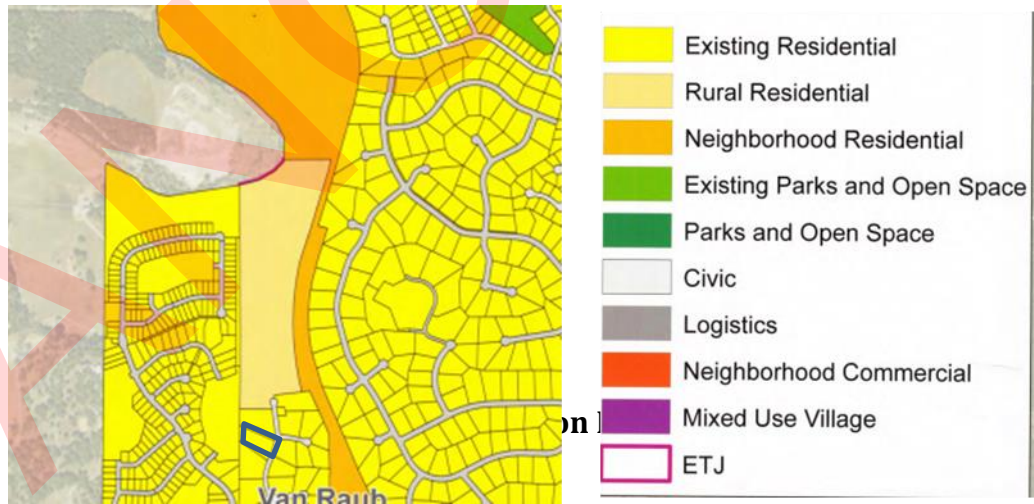 Existing Residential
Rural Residential
Neighborhood Residential
Existing Parks and Open Space
Parks and Open Space
Civic
Logistics
Neighborhood Commercial
Mixed Use Village
ETJ
on
Van Raub